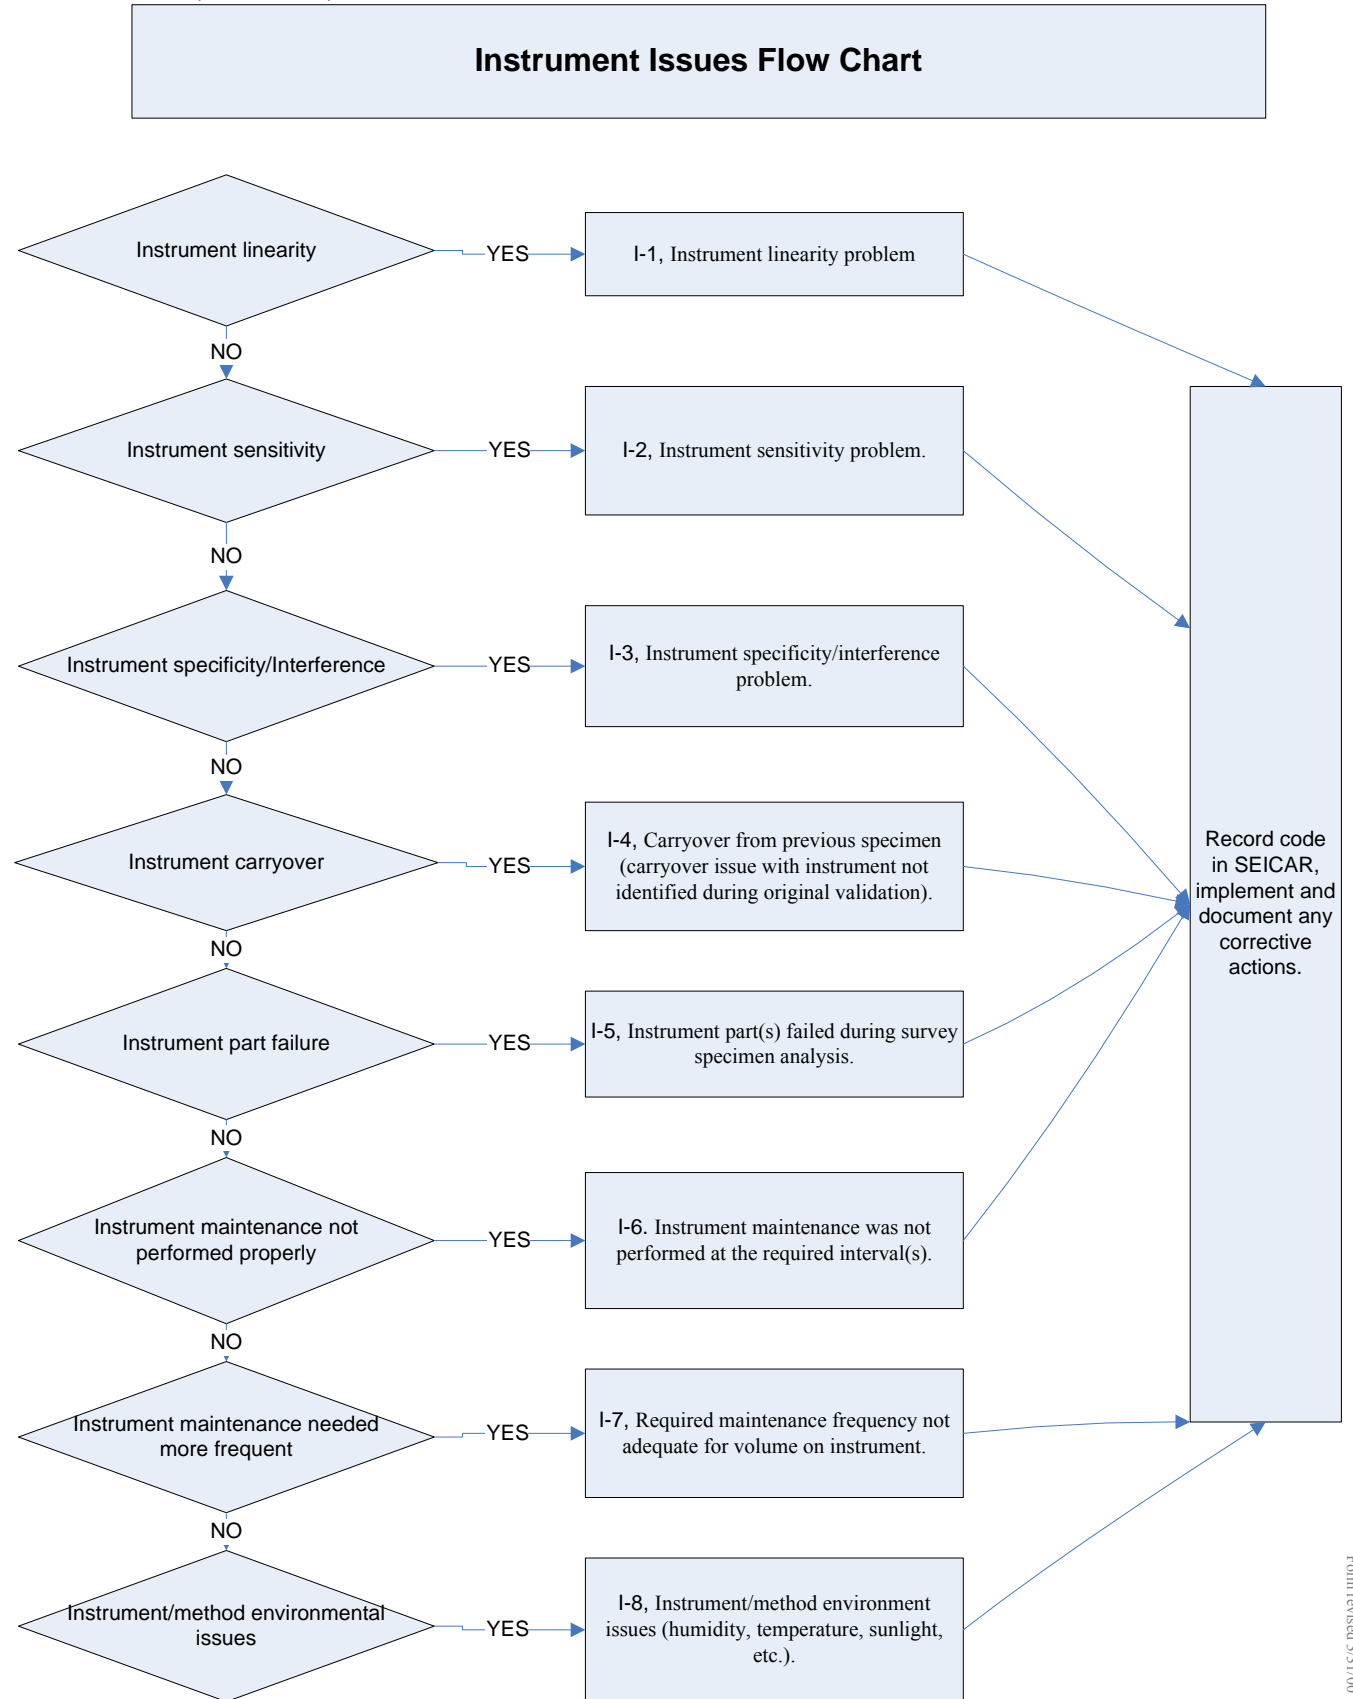 Instrument Issues Flow Chart
Instrument linearity
YES
I-1, Instrument linearity problem
NO
Instrument sensitivity
YES
I-2, Instrument sensitivity problem.
NO
Instrument specificity/Interference
YES
I-3, Instrument specificity/interference
problem.
NO
Instrument carryover
YES
I-4, Carryover from previous specimen
(carryover issue with instrument not
identified during original validation).
NO
Instrument part failure
YES
I-5, Instrument part(s) failed during survey
specimen analysis.
NO
Instrument maintenance not
performed properly
YES
I-6. Instrument maintenance was not
performed at the required interval(s).
NO
Instrument maintenance needed
more frequent
YES
I-7, Required maintenance frequency not
adequate for volume on instrument.
NO
Instrument/method environmental
issues
YES
I-8, Instrument/method environment
issues (humidity, temperature, sunlight,
etc.).
Record code
in SEICAR,
implement and
document any
corrective
actions.